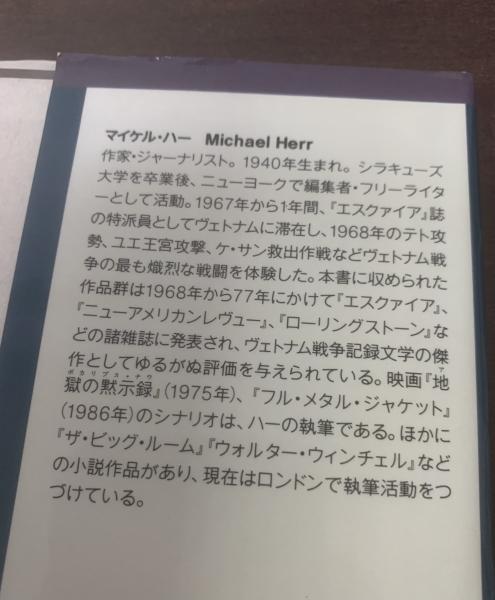 マイケル・ハー Michael Herr
作家・ジャーナリスト。1940年生まれ。シラキューズ
大学を卒業後、ニューヨークで編集者・フリーライタ
ーとして活動。1967年から1年間、『エスクァイア』誌
の特派員としてヴェトナムに滞在し、1968年のテト攻
勢、ユエ王宮攻撃、ケ・サン救出作戦などヴェトナム戦
争の最も熾烈な戦闘を体験した。本書に収められた
作品群は1968年から77年にかけて『エスクァイア』、
『ニューアメリカンレヴュー』、『ローリングストーン』な
どの諸雑誌に発表され、ヴェトナム戦争記録文学の傑
作としてゆるがぬ評価を与えられている。映画『地
獄の黙示録』(1975年)、『フル・メタル・ジャケット』
(1986年)のシナリオは、ハーの執筆である。ほかに
『ザ・ビッグ・ルーム』『ウォルター・ウィンチェル』など
の小説作品があり、現在はロンドンで執筆活動をつ
づけている。